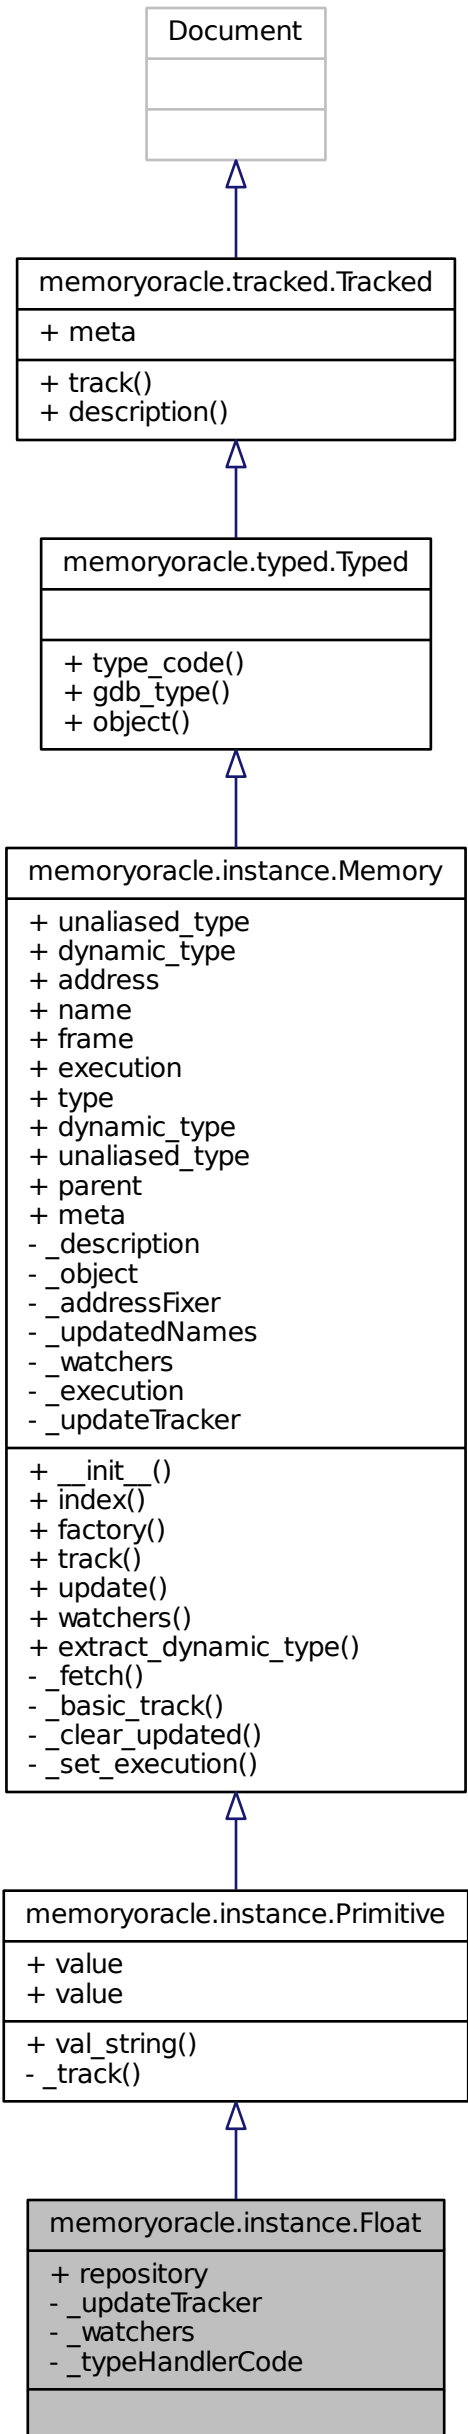 Document
memoryoracle.tracked.Tracked
+ meta
+ track()
+ description()
memoryoracle.typed.Typed
+ type_code()
+ gdb_type()
+ object()
memoryoracle.instance.Memory
+ unaliased_type
+ dynamic_type
+ address
+ name
+ frame
+ execution
+ type
+ dynamic_type
+ unaliased_type
+ parent
+ meta
- _description
- _object
- _addressFixer
- _updatedNames
- _watchers
- _execution
- _updateTracker
+ __init__()
+ index()
+ factory()
+ track()
+ update()
+ watchers()
+ extract_dynamic_type()
- _fetch()
- _basic_track()
- _clear_updated()
- _set_execution()
memoryoracle.instance.Primitive
+ value
+ value
+ val_string()
- _track()
memoryoracle.instance.Float
+ repository
- _updateTracker
- _watchers
- _typeHandlerCode